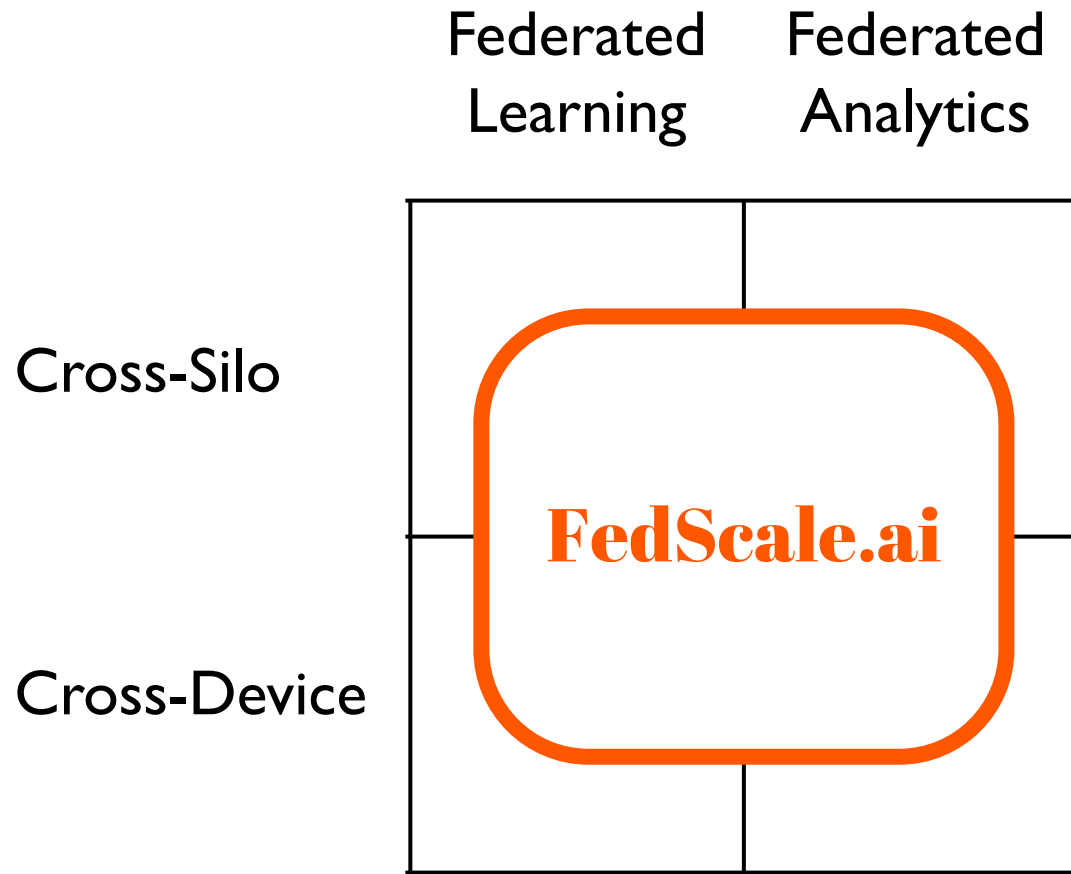 Federated Federated
Learning Analytics
Cross-Silo
FedScale.ai
Cross-Device